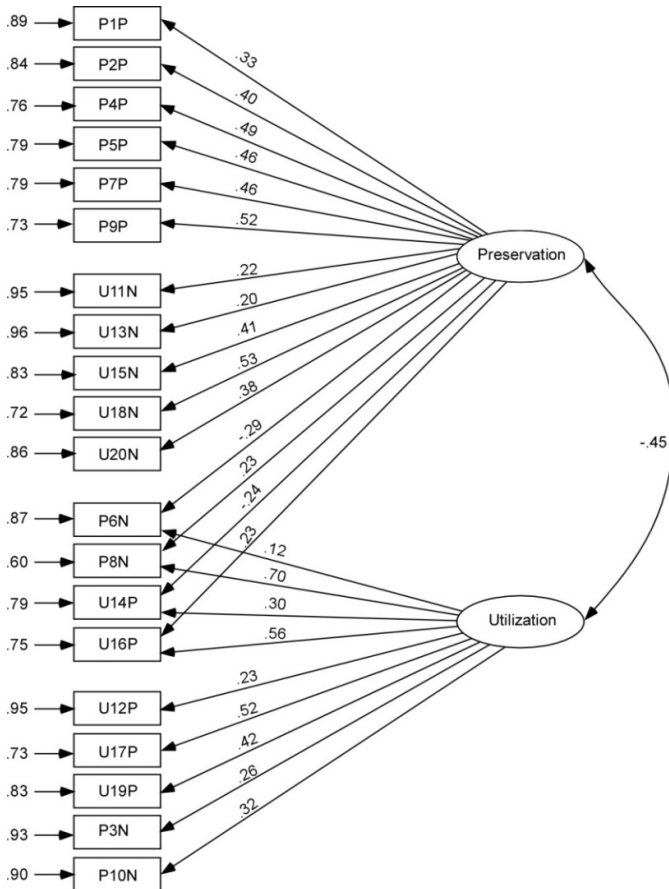 .89 P1P .33
.84 P2P .40
.76 P4P .49
.79 P5P .46
.79 P7P .46
.73 P9P .52
Preservation
.95 U11N .22
.96 U13N .20
.83 U15N .41
.72 U18N .53
.86 U20N .38
-.45
.87 P6N -.29
.60 P8N .23
.79 U14P -.24
.75 U16P .23
.12
.70
.30
.56
Utilization
.95 U12P .23
.73 U17P .52
.83 U19P .42
.93 P3N .26
.90 P10N .32